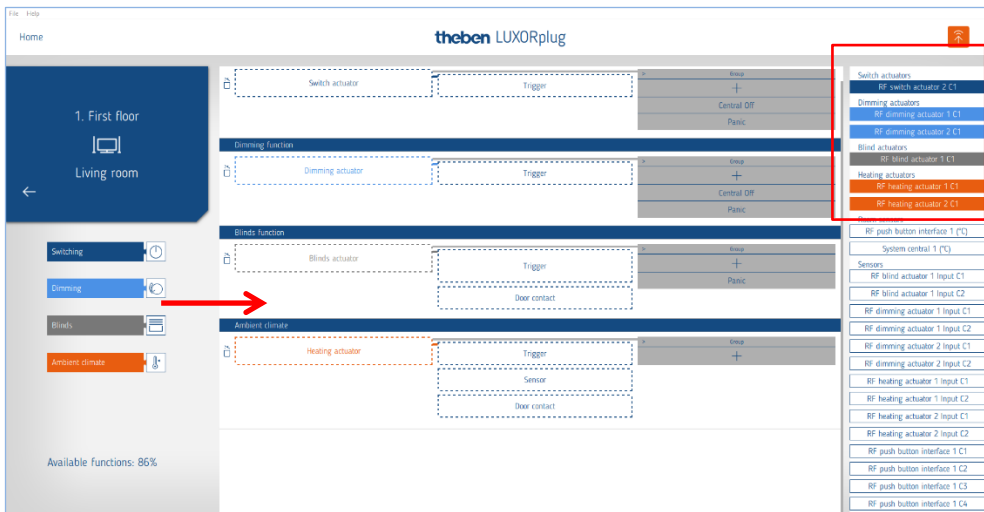 File Help
Home
theben LUXORplug
1. First floor
Living room
Switching
Dimming
Blinds
Ambient climate
Available functions: 86%
Switch actuator
Trigger
Group
+
Central Off
Panic
Dimming function
Dimming actuator
Trigger
Group
+
Central Off
Panic
Blinds function
Blinds actuator
Trigger
Door contact
Group
+
Panic
Ambient climate
Heating actuator
Trigger
Sensor
Door contact
Group
+
Switch actuators
RF switch actuator 2 C1
Dimming actuators
RF dimming actuator 1 C1
RF dimming actuator 2 C1
Blind actuators
RF blind actuator 1 C1
Heating actuators
RF heating actuator 1 C1
RF heating actuator 2 C1
Room sensors
RF push button interface 1 (°C)
System central 1 (°C)
Sensors
RF blind actuator 1 Input C1
RF blind actuator 1 Input C2
RF dimming actuator 1 Input C1
RF dimming actuator 1 Input C2
RF dimming actuator 2 Input C1
RF dimming actuator 2 Input C2
RF heating actuator 1 Input C1
RF heating actuator 1 Input C2
RF heating actuator 2 Input C1
RF heating actuator 2 Input C2
RF push button interface 1 C1
RF push button interface 1 C2
RF push button interface 1 C3
RF push button interface 1 C4